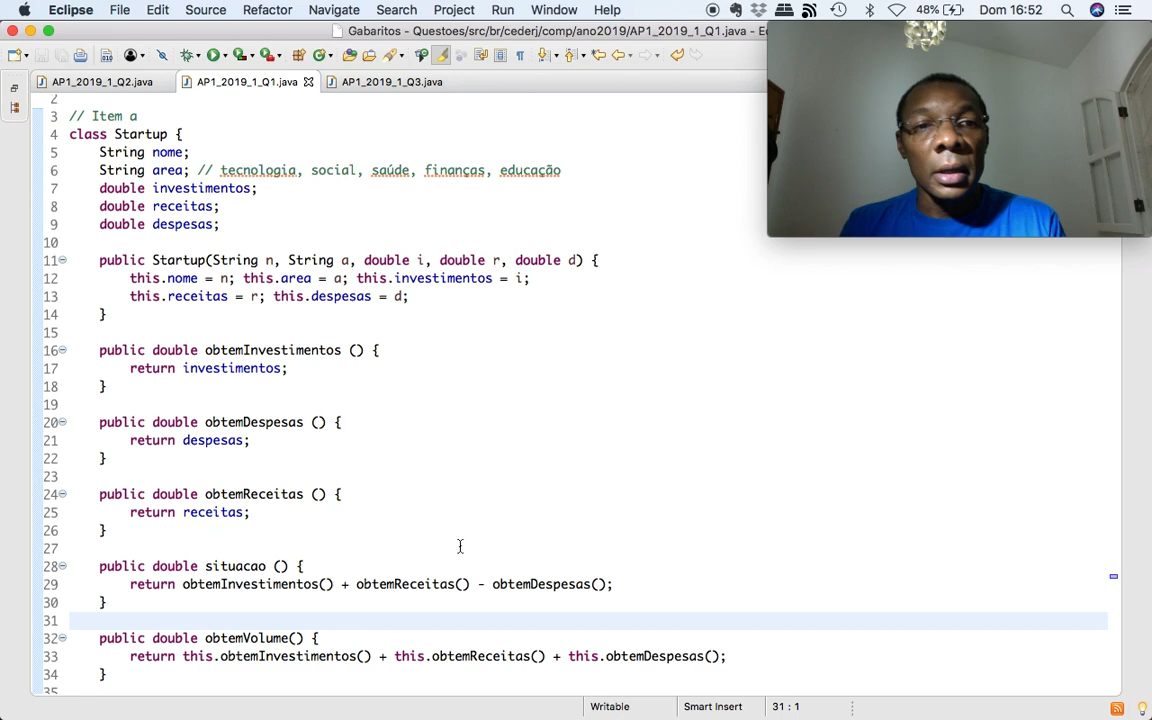 Eclipse File Edit Source Refactor Navigate Search Project Run Window Help 48% Dom 16:52
Gabaritos - Questoes/src/br/cederj/comp/ano2019/AP1_2019_1_Q1.java - Ec
AP1_2019_1_Q2.java AP1_2019_1_Q1.java AP1_2019_1_Q3.java
2
3 // Item a
4 class Startup {
5 String nome;
6 String area; // tecnologia, social, saúde, finanças, educação
7 double investimentos;
8 double receitas;
9 double despesas;
10
11 public Startup(String n, String a, double i, double r, double d) {
12 this.nome = n; this.area = a; this.investimentos = i;
13 this.receitas = r; this.despesas = d;
14 }
15
16 public double obtemInvestimentos () {
17 return investimentos;
18 }
19
20 public double obtemDespesas () {
21 return despesas;
22 }
23
24 public double obtemReceitas () {
25 return receitas;
26 }
27
28 public double situacao () {
29 return obtemInvestimentos() + obtemReceitas() - obtemDespesas();
30 }
31
32 public double obtemVolume() {
33 return this.obtemInvestimentos() + this.obtemReceitas() + this.obtemDespesas();
34 }
35
Writable Smart Insert 31 : 1